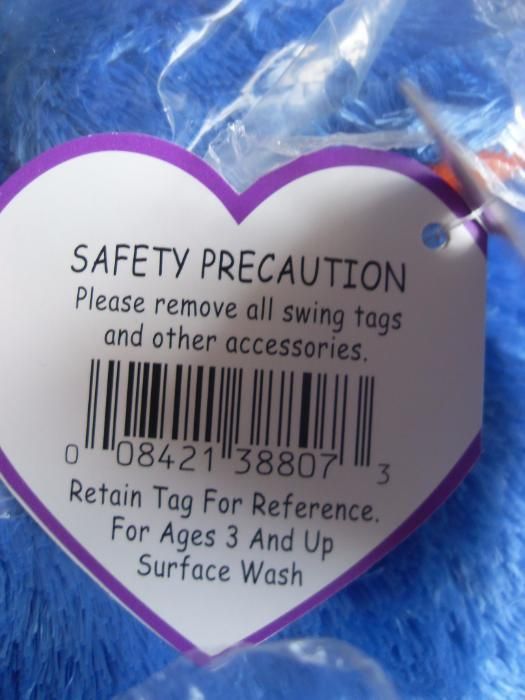 SAFETY PRECAUTION
Please remove all swing tags
and other accessories.
0 08421 38807 3
Retain Tag For Reference.
For Ages 3 And Up
Surface Wash